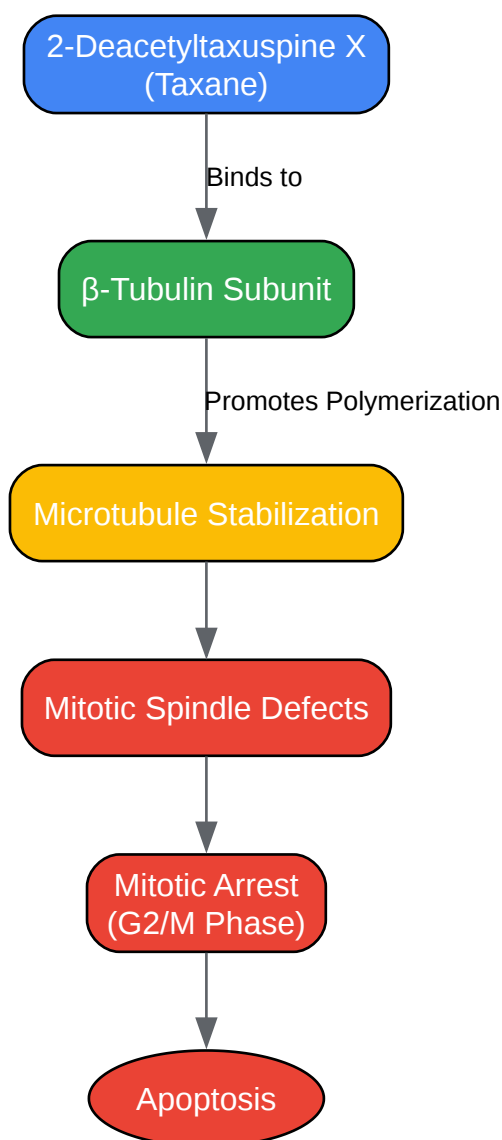 2-Deacetyltaxuspine X
(Taxane)
Binds to
β-Tubulin Subunit
Promotes Polymerization
Microtubule Stabilization
Mitotic Spindle Defects
Mitotic Arrest
(G2/M Phase)
Apoptosis